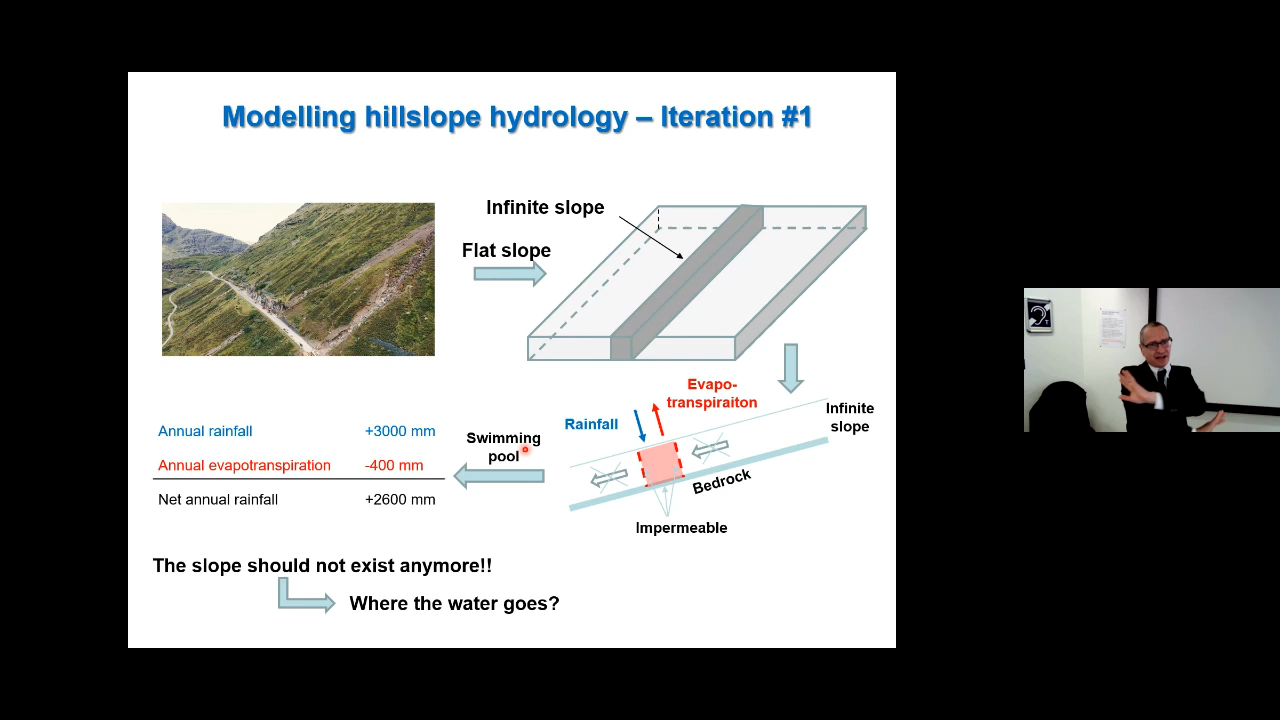 Modelling hillslope hydrology – Iteration #1
Infinite slope
Flat slope
Evapo-
transpiraiton
Rainfall
Infinite
slope
Annual rainfall +3000 mm
Annual evapotranspiration -400 mm
Net annual rainfall +2600 mm
Swimming
pool
Bedrock
Impermeable
The slope should not exist anymore!!
Where the water goes?
T